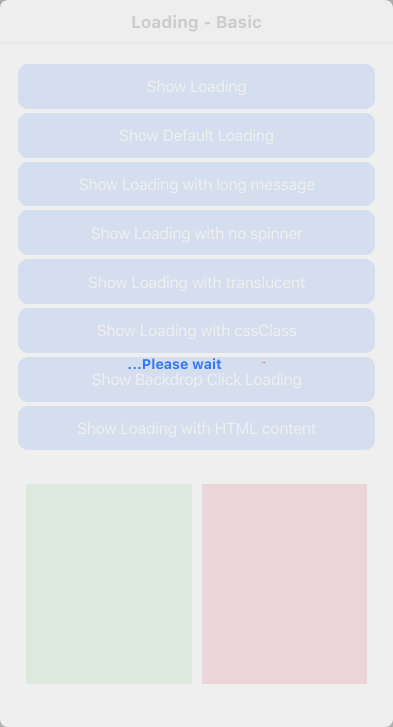 Loading - Basic
Show Loading
Show Default Loading
Show Loading with long message
Show Loading with no spinner
Show Loading with translucent
Show Loading with cssClass
...Please wait
Show Backdrop Click Loading
Show Loading with HTML content